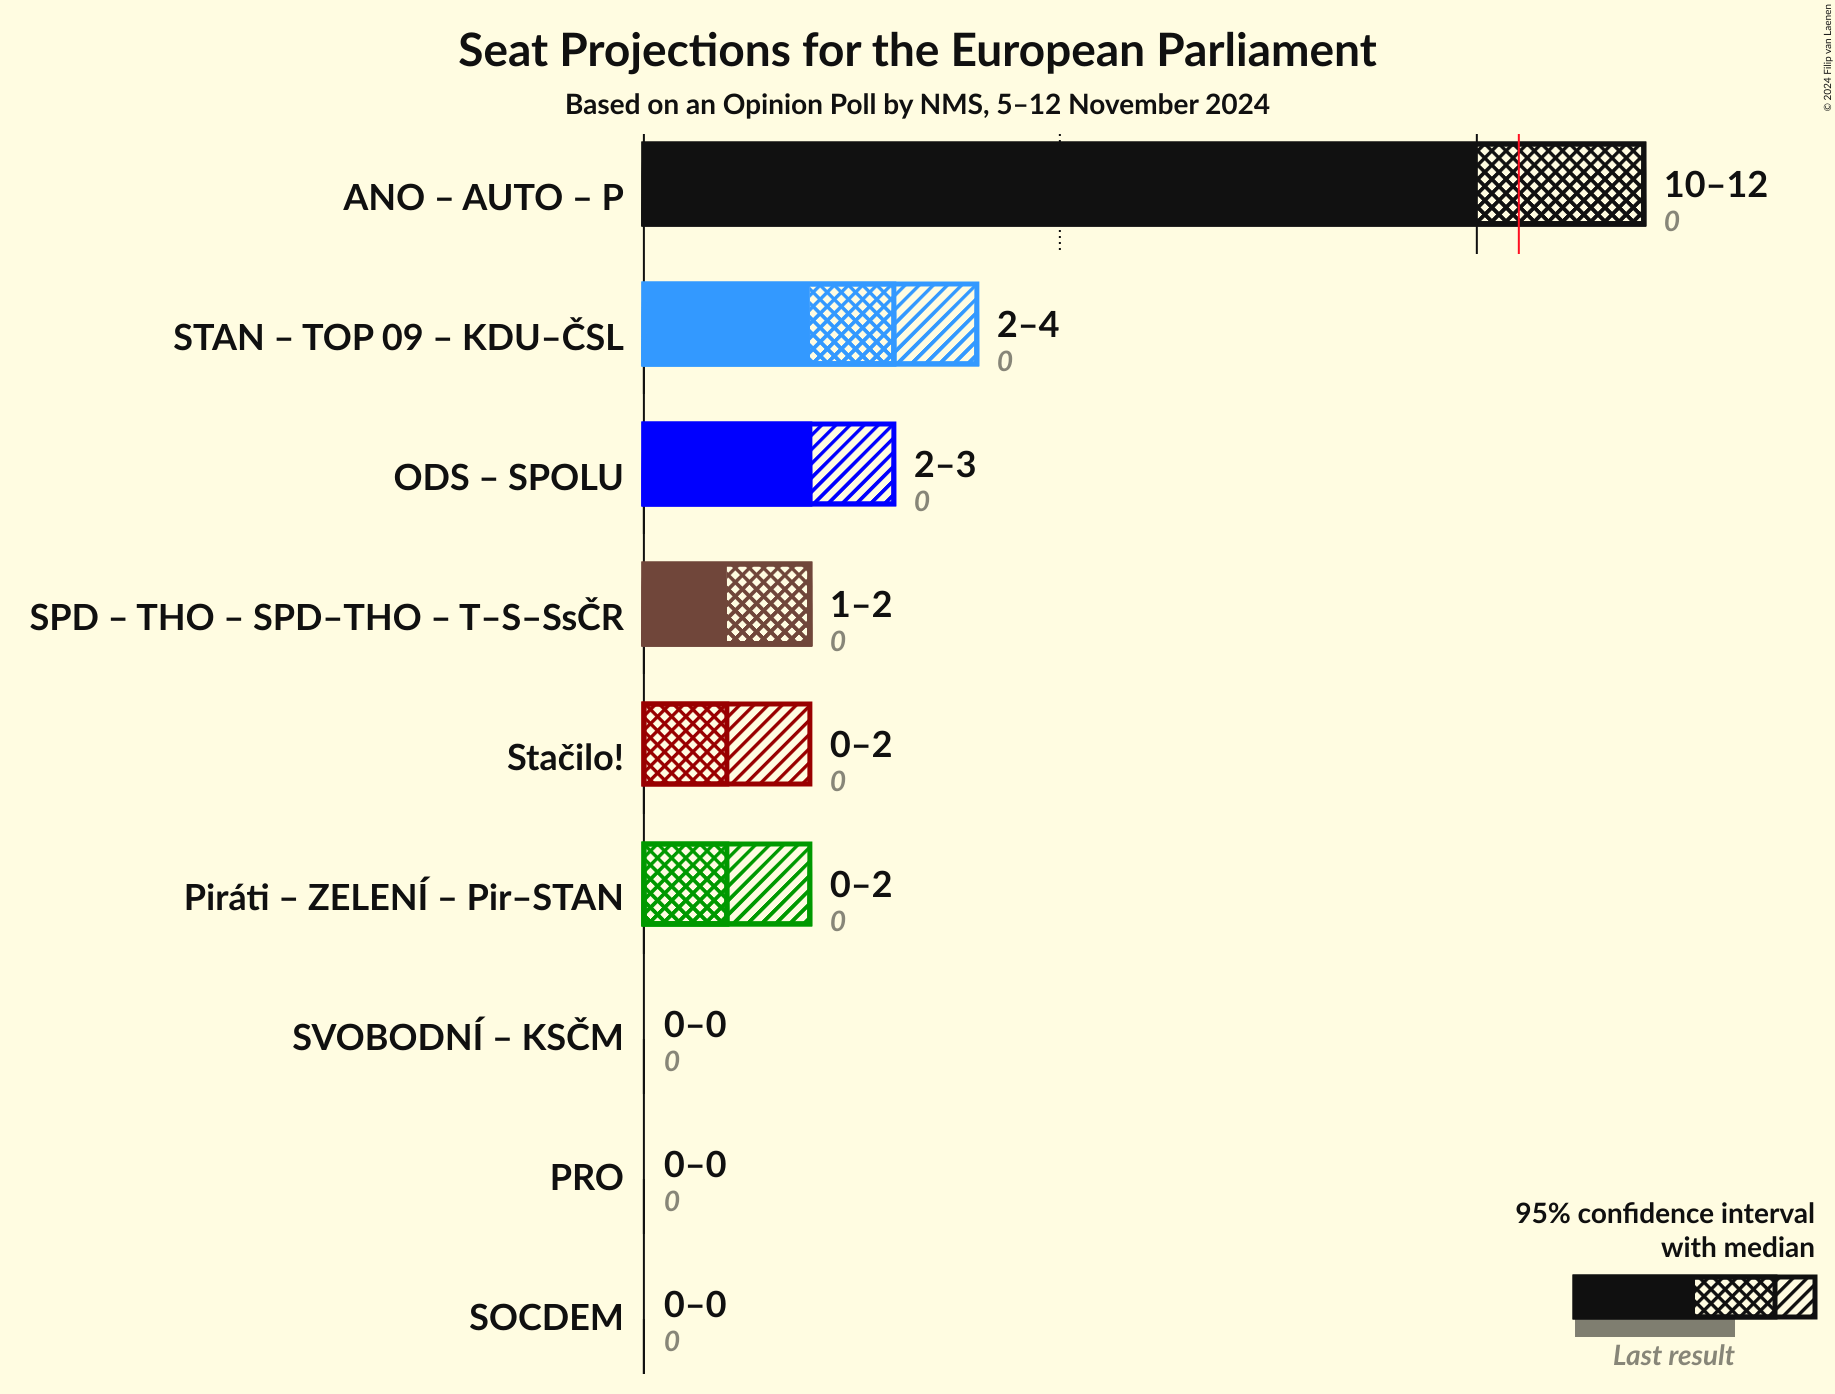 Seat Projections for the European Parliament
Based on an Opinion Poll by NMS, 5–12 November 2024
© 2024 Filip van Laenen
ANO – AUTO – P
10–12
0
STAN – TOP 09 – KDU–ČSL
2–4
0
ODS – SPOLU
2–3
0
SPD – THO – SPD–THO – T–S–SsČR
1–2
0
Stačilo!
0–2
0
Piráti – ZELENÍ – Pir–STAN
0–2
0
SVOBODNÍ – KSČM
0–0
0
PRO
0–0
0
SOCDEM
0–0
0
95% confidence interval
with median
Last result